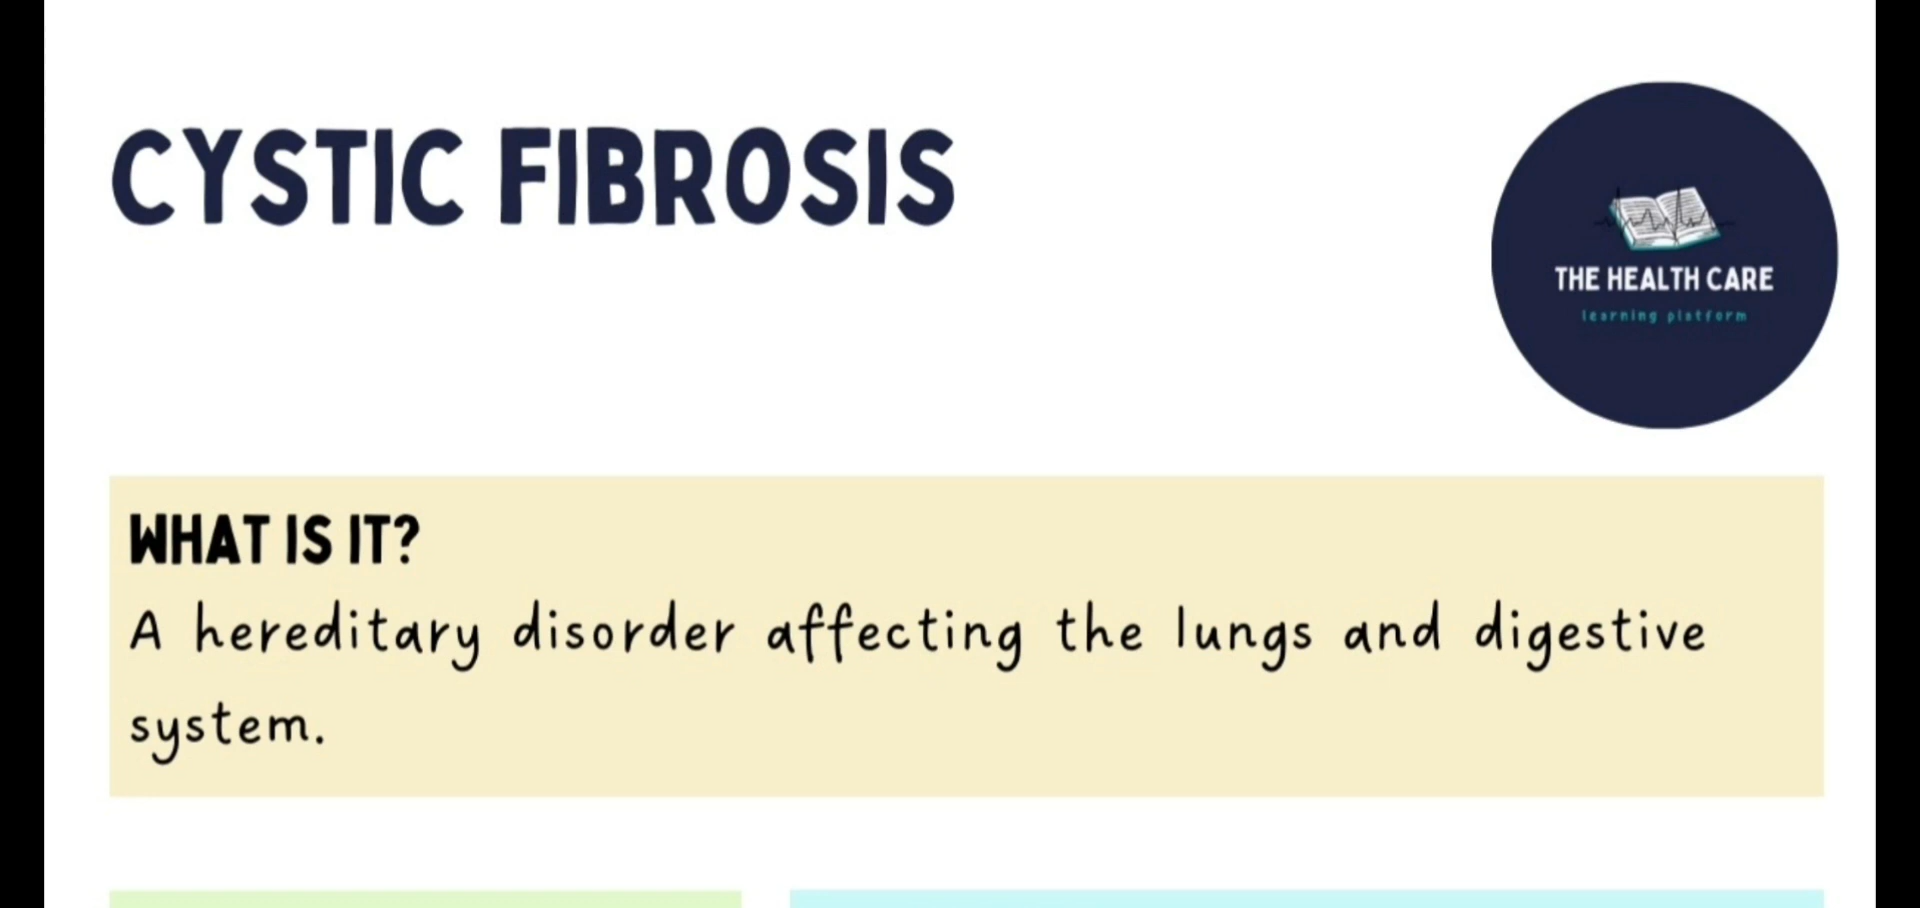 CYSTIC FIBROSIS
THE HEALTH CARE
learning platform
WHAT IS IT?
A hereditary disorder affecting the lungs and digestive
system.